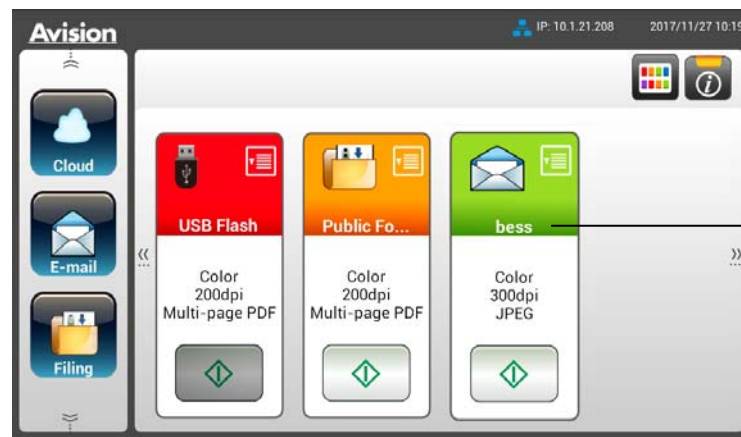 Avision
IP: 10.1.21.208 2017/11/27 10:19
Cloud
E-mail
Filing
USB Flash
Color
200dpi
Multi-page PDF
Public Fo...
Color
200dpi
Multi-page PDF
bess
Color
300dpi
JPEG